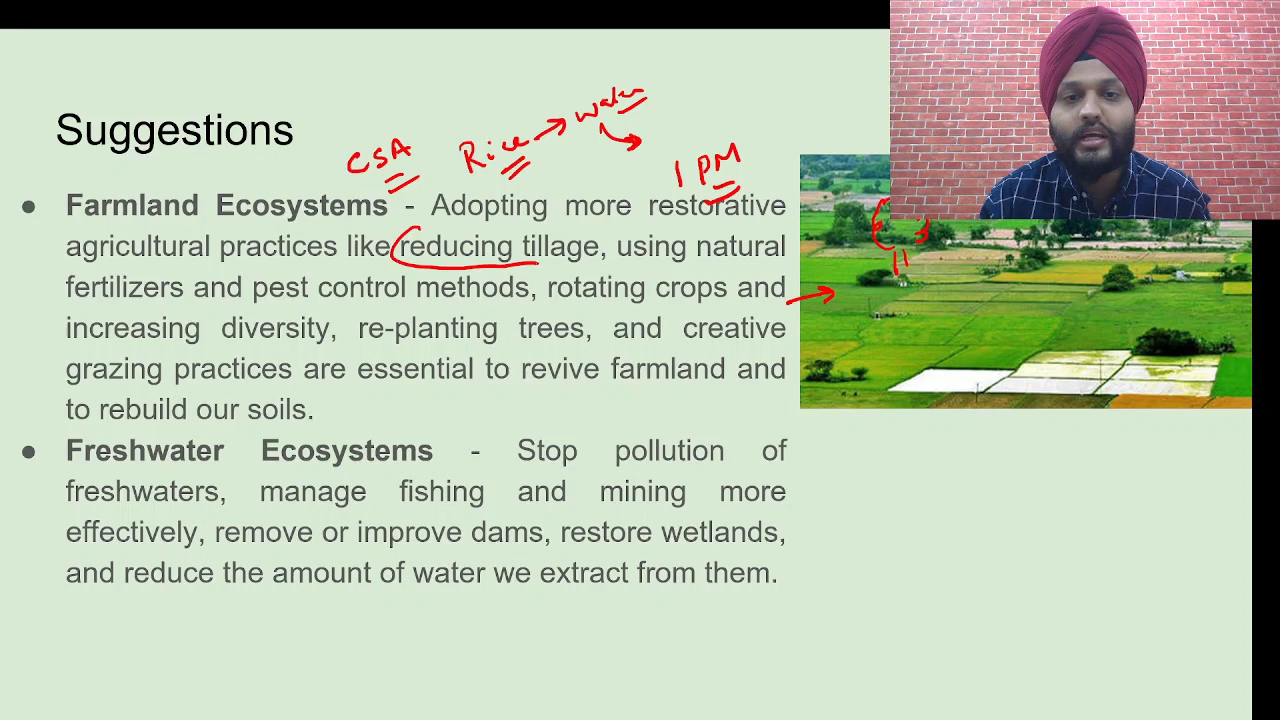 Suggestions
CSA
Rice → water
IPM
● Farmland Ecosystems - Adopting more restorative
agricultural practices like reducing tillage, using natural
fertilizers and pest control methods, rotating crops and
increasing diversity, re-planting trees, and creative
grazing practices are essential to revive farmland and
to rebuild our soils.
● Freshwater Ecosystems - Stop pollution of
freshwaters, manage fishing and mining more
effectively, remove or improve dams, restore wetlands,
and reduce the amount of water we extract from them.